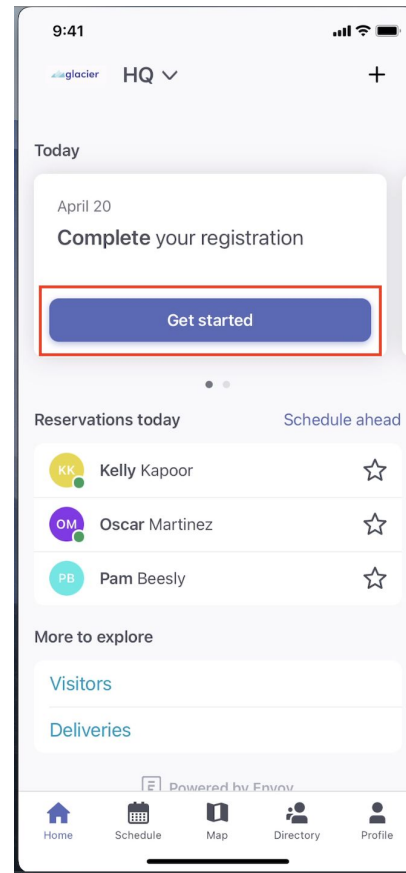 9:41
glacier HQ
Today
April 20
Complete your registration
Get started
Reservations today Schedule ahead
KK Kelly Kapoor
OM Oscar Martinez
PB Pam Beesly
More to explore
Visitors
Deliveries
Powered by Envoy
Home Schedule Map Directory Profile